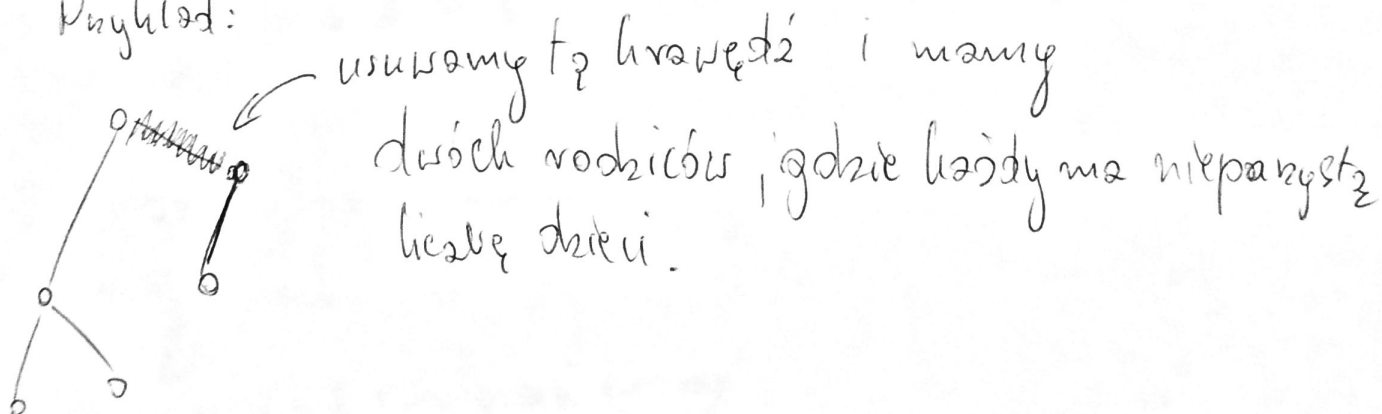 Przykład:
usuwamy tą krawędź i mamy
dwóch rodziców, gdzie każdy ma nieparzystą
liczbę dzieci.